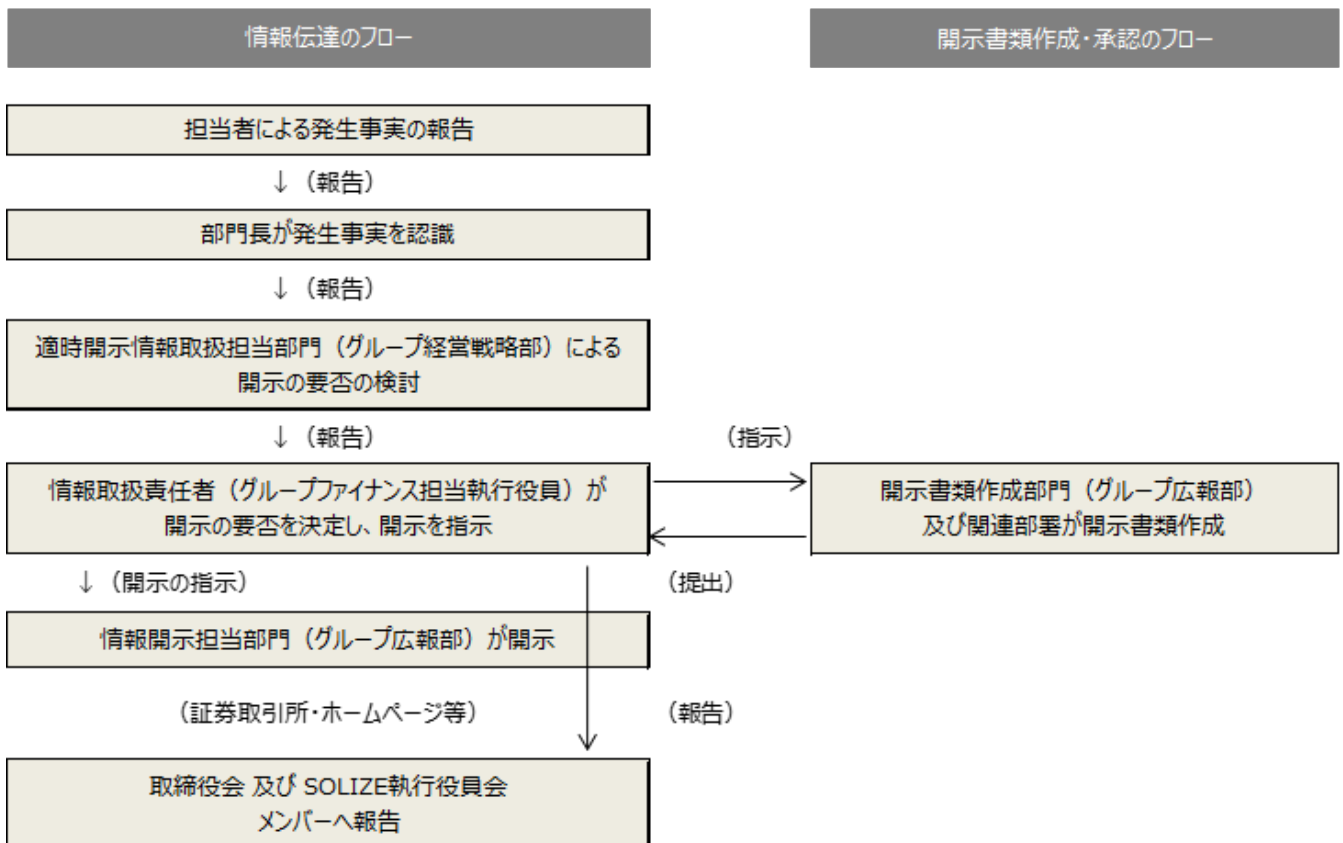 情報伝達のフロー
開示書類作成・承認のフロー
担当者による発生事実の報告
↓（報告）
部門長が発生事実を認識
↓（報告）
適時開示情報取扱担当部門（グループ経営戦略部）による
開示の要否の検討
↓（報告）
（指示）
情報取扱責任者（グループファイナンス担当執行役員）が
開示の要否を決定し、開示を指示
開示書類作成部門（グループ広報部）
及び関連部署が開示書類作成
↓（開示の指示）
（提出）
情報開示担当部門（グループ広報部）が開示
（証券取引所・ホームページ等）
（報告）
取締役会 及び SOLIZE執行役員会
メンバーへ報告